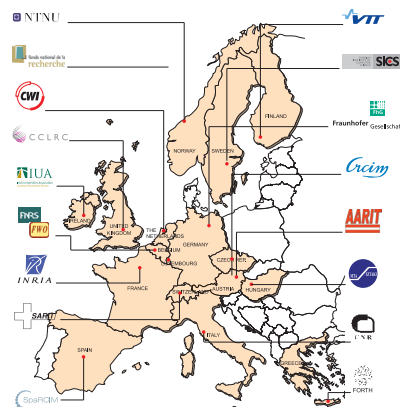 NTNU
fonds national de la
recherche
CWI
CCLRC
IUA
FNRS
FWO
INRIA
SARIT
SpaRCIM
VTT
SICS
FhG
Fraunhofer Gesellschaft
Ercim
AARIT
CNR
FORTH
NORWAY
SWEDEN
FINLAND
IRELAND
UNITED
KINGDOM
THE
NETHERLANDS
BELGIUM
LUXEMBOURG
GERMANY
FRANCE
SWITZERLAND
AUSTRIA
CZECH REP.
HUNGARY
ITALY
SPAIN
GREECE